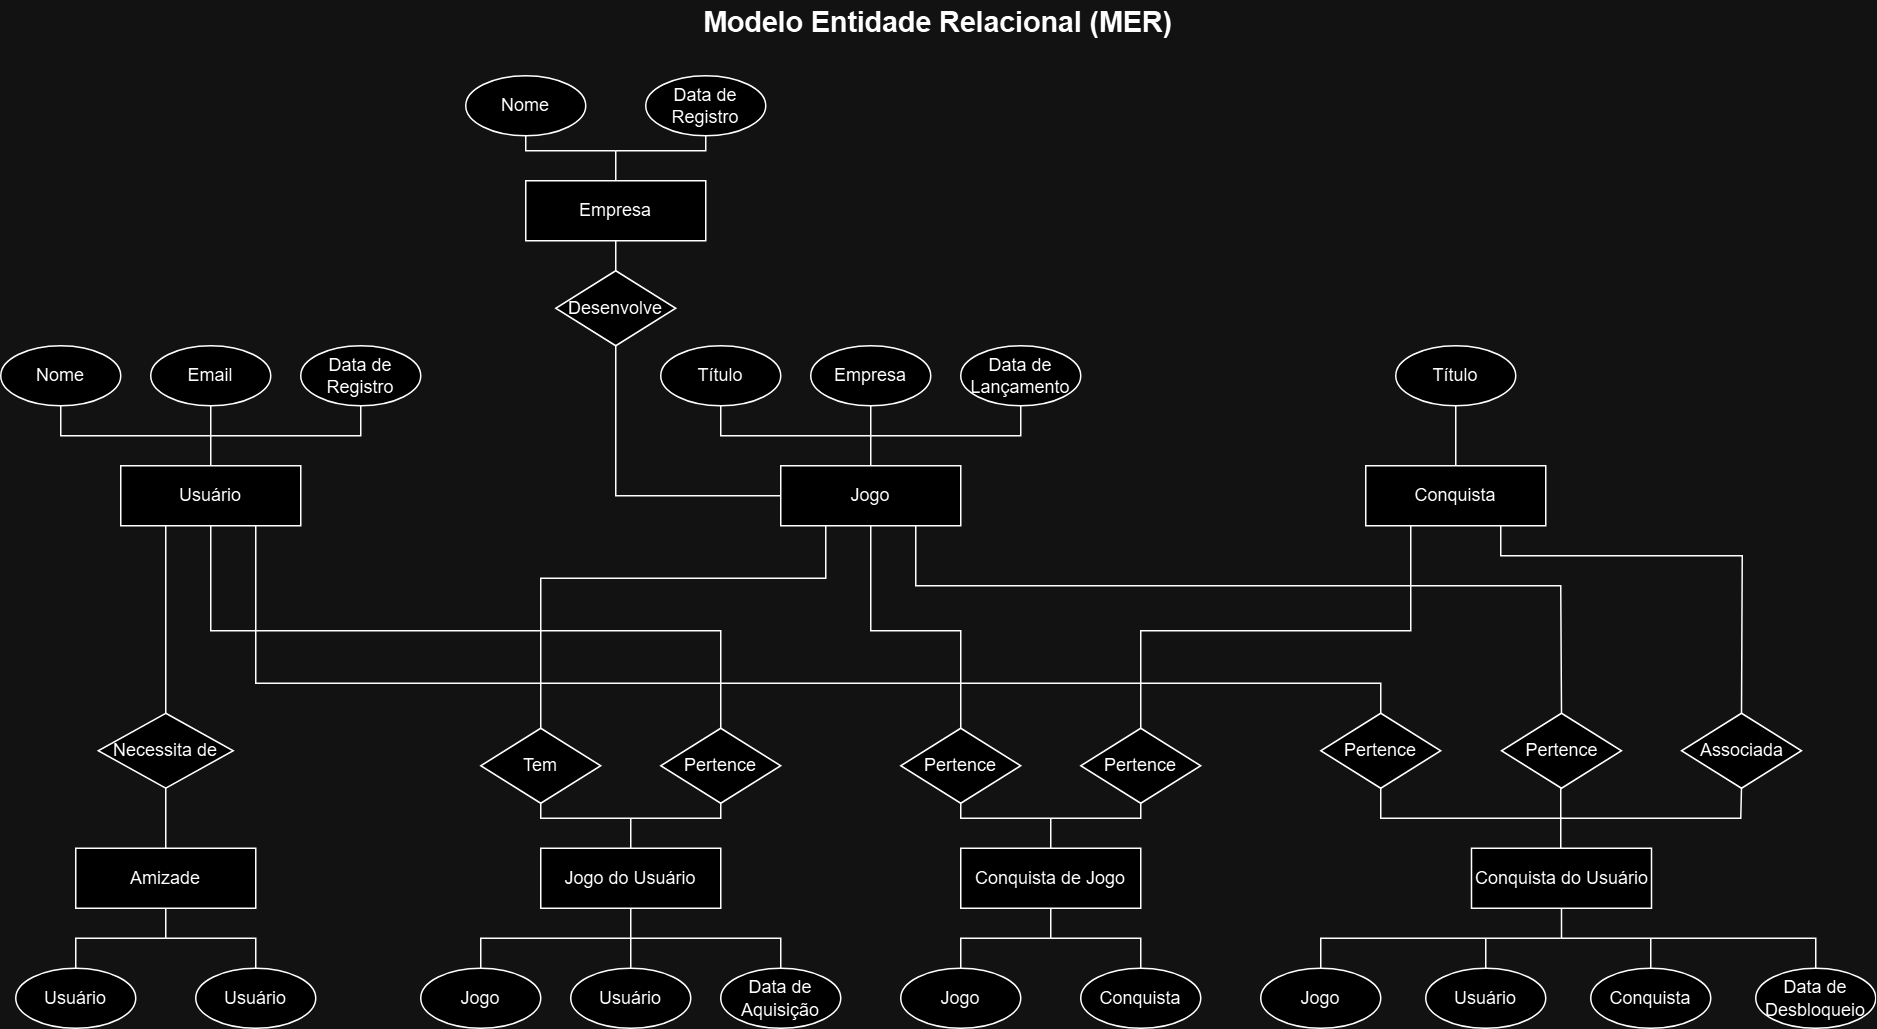 Modelo Entidade Relacional (MER)
Nome
Data de
Registro
Empresa
Desenvolve
Nome
Email
Data de
Registro
Título
Empresa
Data de
Lançamento
Título
Usuário
Jogo
Conquista
Necessita de
Tem
Pertence
Pertence
Pertence
Pertence
Pertence
Associada
Amizade
Jogo do Usuário
Conquista de Jogo
Conquista do Usuário
Usuário
Usuário
Jogo
Usuário
Data de
Aquisição
Jogo
Conquista
Jogo
Usuário
Conquista
Data de
Desbloqueio